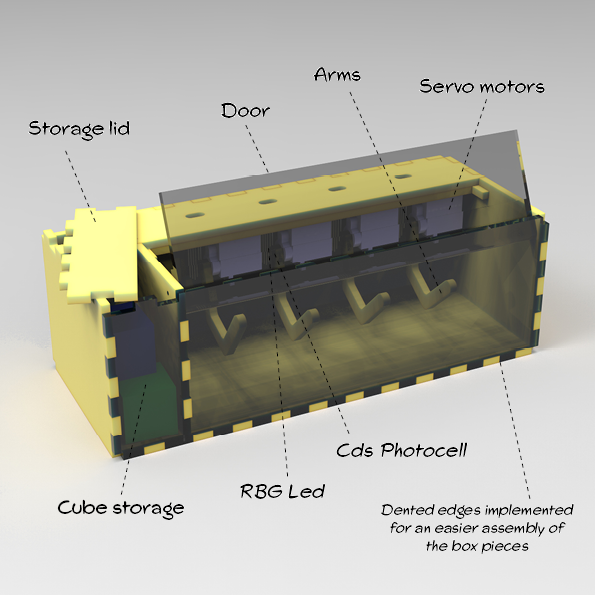 Arms
Servo motors
Door
Storage lid
Cds Photocell
RBG Led
Cube storage
Dented edges implemented
for an easier assembly of
the box pieces